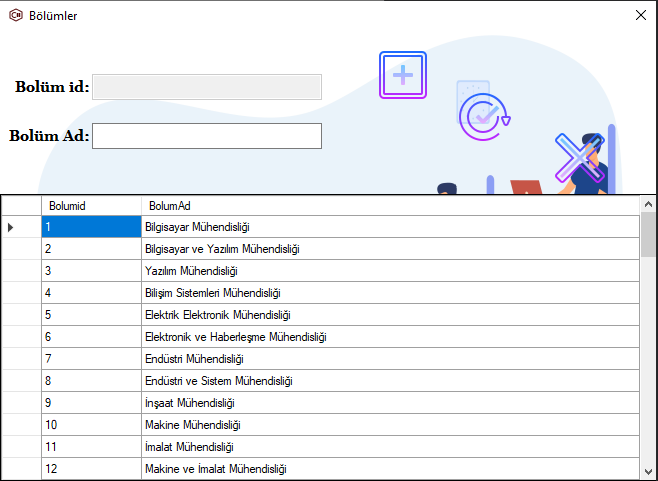 Bölümler
Bolüm id:
Bolüm Ad:
Bolumid BolumAd
1 Bilgisayar Mühendisliği
2 Bilgisayar ve Yazılım Mühendisliği
3 Yazılım Mühendisliği
4 Bilişim Sistemleri Mühendisliği
5 Elektrik Elektronik Mühendisliği
6 Elektronik ve Haberleşme Mühendisliği
7 Endüstri Mühendisliği
8 Endüstri ve Sistem Mühendisliği
9 İnşaat Mühendisliği
10 Makine Mühendisliği
11 İmalat Mühendisliği
12 Makine ve İmalat Mühendisliği